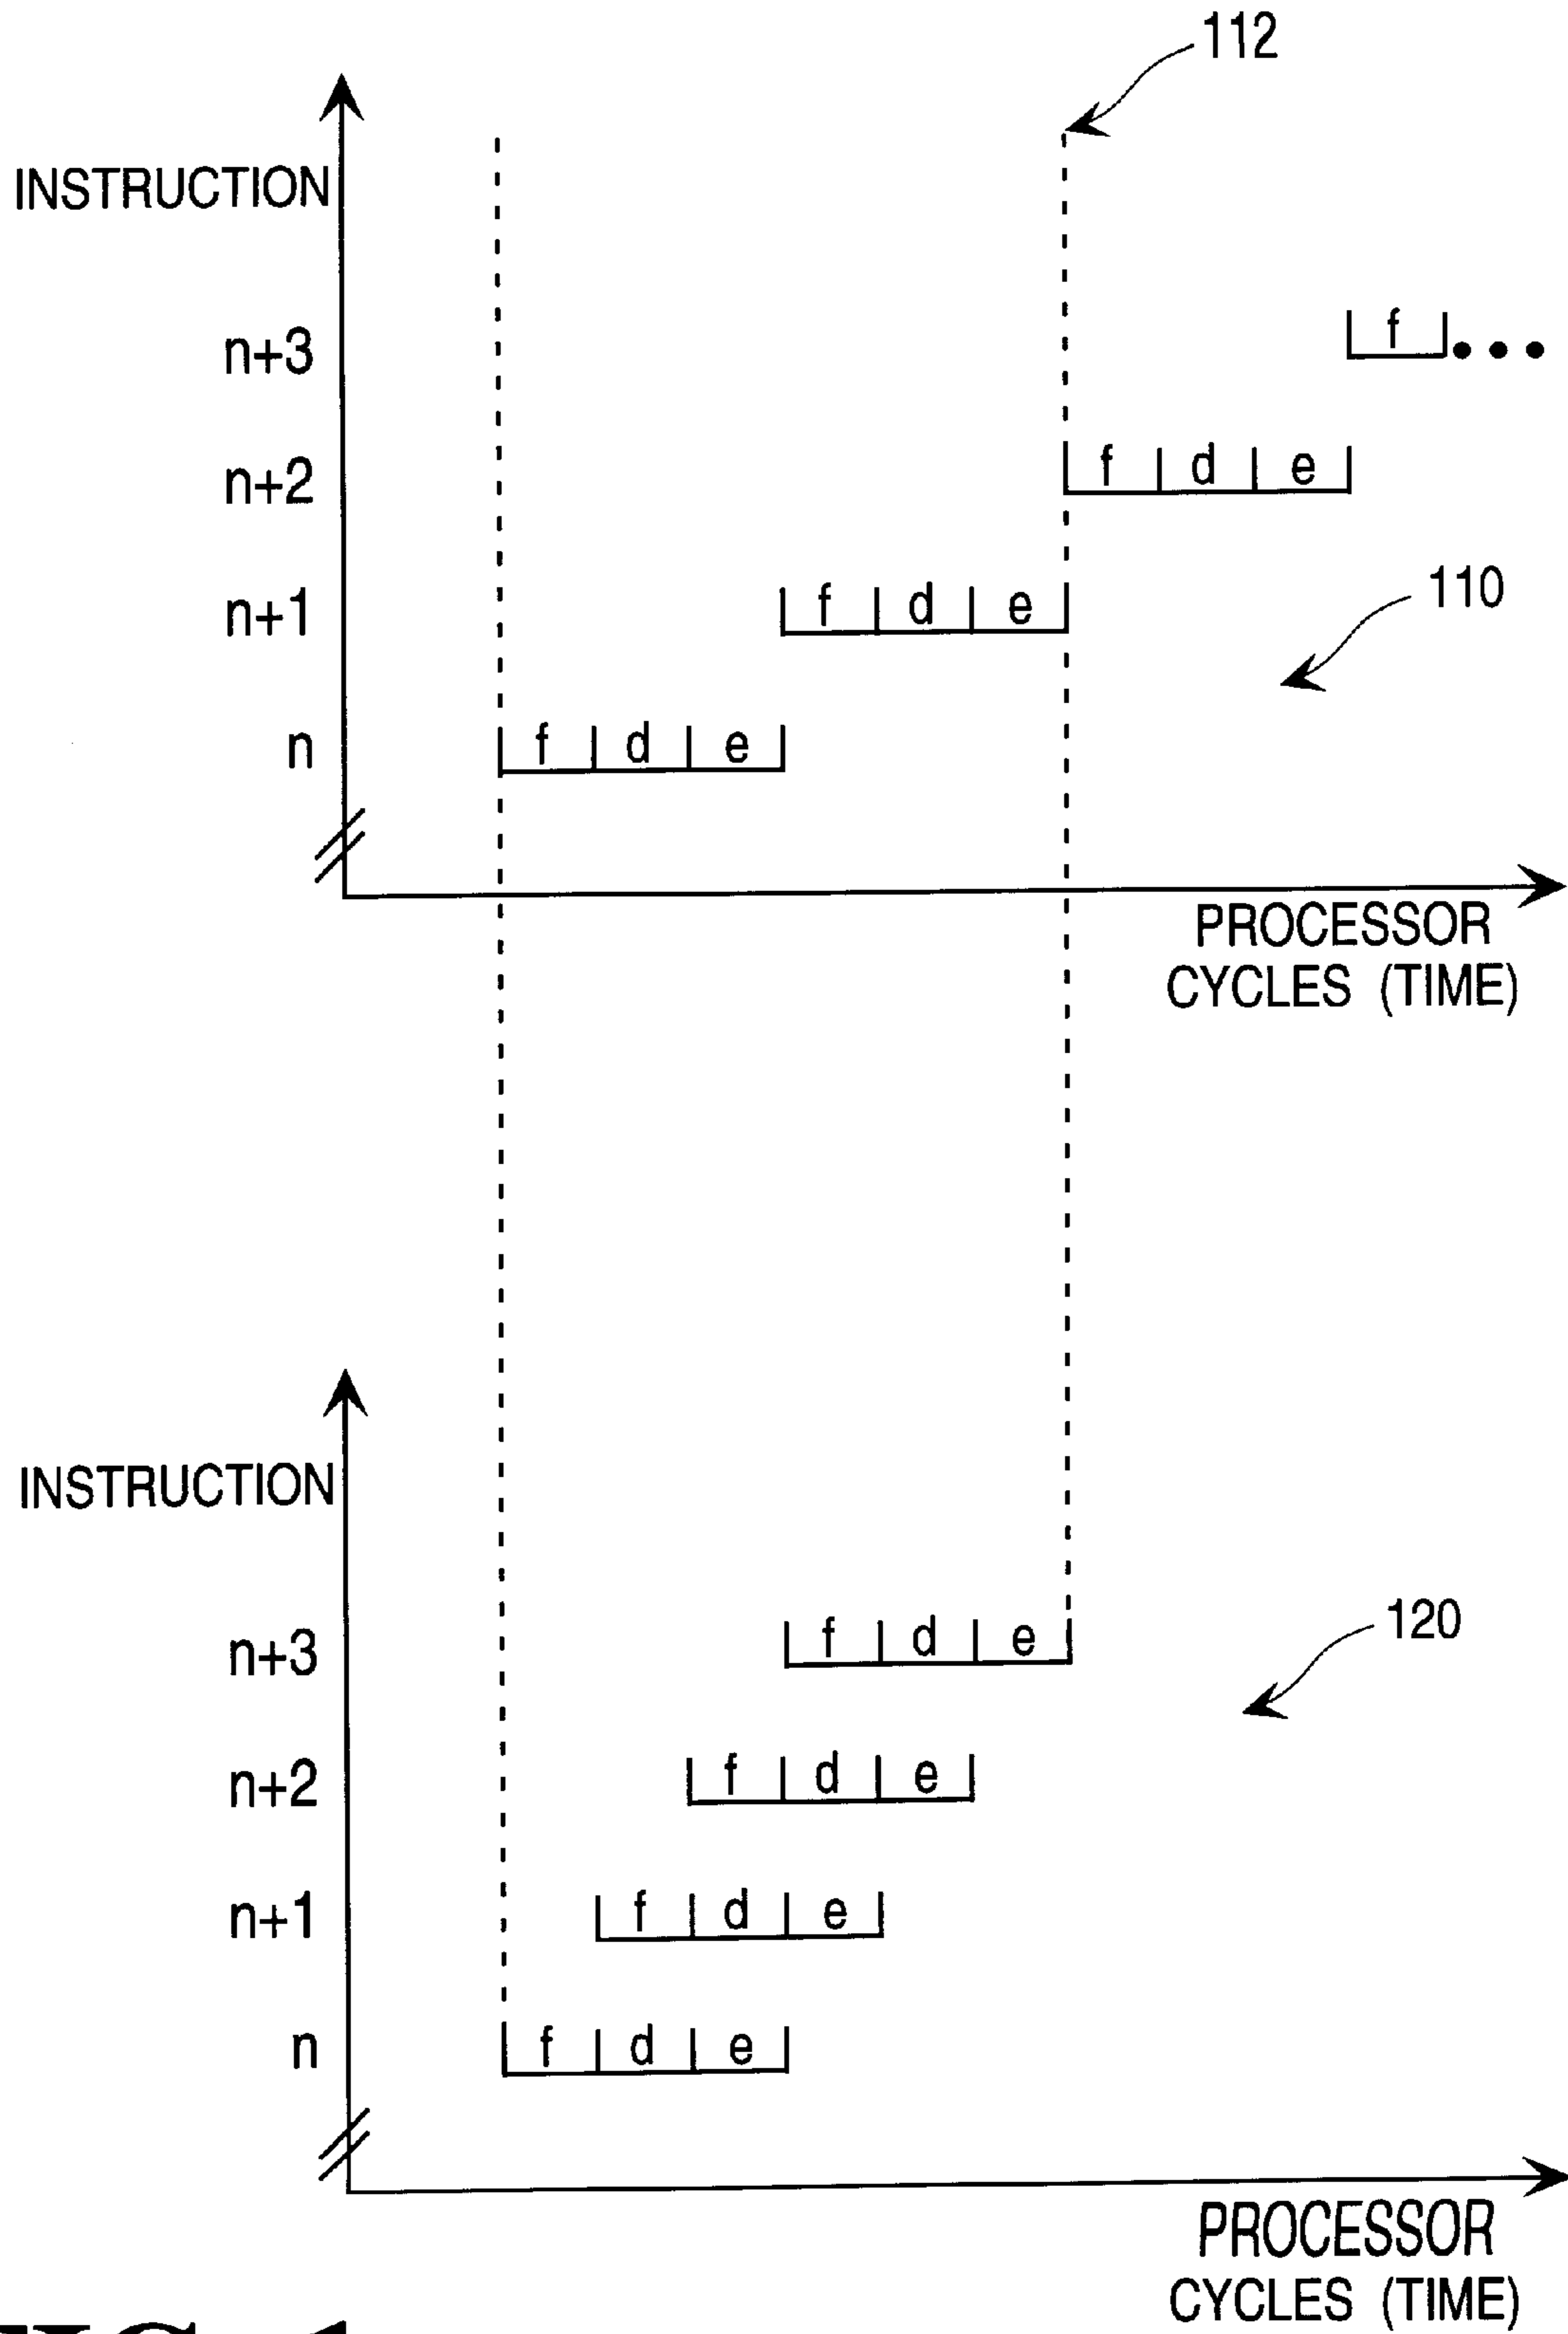 112
INSTRUCTION
n+3 f
n+2 f d e
n+1 f d e
110
n f d e
PROCESSOR
CYCLES (TIME)
INSTRUCTION
120
n+3 f d e
n+2 f d e
n+1 f d e
n f d e
PROCESSOR
CYCLES (TIME)